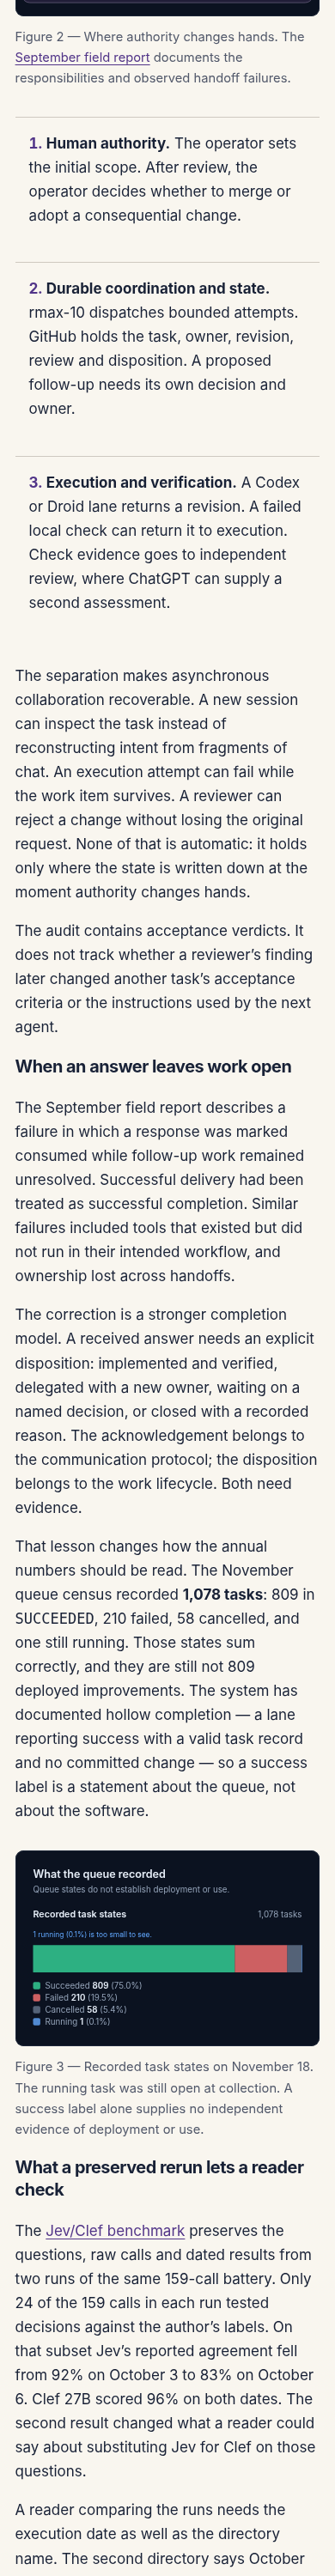 Figure 2 — Where authority changes hands. The
September field report documents the
responsibilities and observed handoff failures.
1. Human authority. The operator sets
the initial scope. After review, the
operator decides whether to merge or
adopt a consequential change.
2. Durable coordination and state.
rmax-10 dispatches bounded attempts.
GitHub holds the task, owner, revision,
review and disposition. A proposed
follow-up needs its own decision and
owner.
3. Execution and verification. A Codex
or Droid lane returns a revision. A failed
local check can return it to execution.
Check evidence goes to independent
review, where ChatGPT can supply a
second assessment.
The separation makes asynchronous
collaboration recoverable. A new session
can inspect the task instead of
reconstructing intent from fragments of
chat. An execution attempt can fail while
the work item survives. A reviewer can
reject a change without losing the original
request. None of that is automatic: it holds
only where the state is written down at the
moment authority changes hands.
The audit contains acceptance verdicts. It
does not track whether a reviewer’s finding
later changed another task’s acceptance
criteria or the instructions used by the next
agent.
When an answer leaves work open
The September field report describes a
failure in which a response was marked
consumed while follow-up work remained
unresolved. Successful delivery had been
treated as successful completion. Similar
failures included tools that existed but did
not run in their intended workflow, and
ownership lost across handoffs.
The correction is a stronger completion
model. A received answer needs an explicit
disposition: implemented and verified,
delegated with a new owner, waiting on a
named decision, or closed with a recorded
reason. The acknowledgement belongs to
the communication protocol; the disposition
belongs to the work lifecycle. Both need
evidence.
That lesson changes how the annual
numbers should be read. The November
queue census recorded 1,078 tasks: 809 in
SUCCEEDED, 210 failed, 58 cancelled, and
one still running. Those states sum
correctly, and they are still not 809
deployed improvements. The system has
documented hollow completion — a lane
reporting success with a valid task record
and no committed change — so a success
label is a statement about the queue, not
about the software.
What the queue recorded
Queue states do not establish deployment or use.
Recorded task states 1,078 tasks
1 running (0.1%) is too small to see.
Succeeded 809 (75.0%)
Failed 210 (19.5%)
Cancelled 58 (5.4%)
Running 1 (0.1%)
Figure 3 — Recorded task states on November 18.
The running task was still open at collection. A
success label alone supplies no independent
evidence of deployment or use.
What a preserved rerun lets a reader
check
The Jev/Clef benchmark preserves the
questions, raw calls and dated results from
two runs of the same 159-call battery. Only
24 of the 159 calls in each run tested
decisions against the author’s labels. On
that subset Jev’s reported agreement fell
from 92% on October 3 to 83% on October
6. Clef 27B scored 96% on both dates. The
second result changed what a reader could
say about substituting Jev for Clef on those
questions.
A reader comparing the runs needs the
execution date as well as the directory
name. The second directory says October